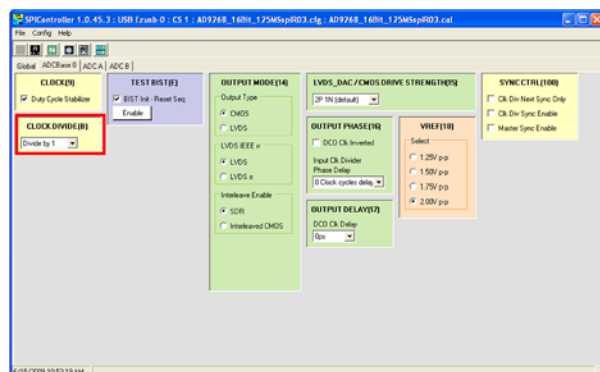 SPIController 1.0.45.3 : USB Ezusb-0 : CS 1 : AD9268_16Bit_125MSspiR03.cfg : AD9268_16Bit_125MSspiR03.cal
File Config Help
Global ADCBase 0 ADC A ADC B
CLOCK(9)
Duty Cycle Stabilizer
CLOCK DIVIDE(B)
Divide by 1
TEST BIST(E)
BIST Init - Reset Seq
Enable
OUTPUT MODE(14)
Output Type
CMOS
LVDS
LVDS IEEE
LVDS
LVDS
Interleave Enable
SDR
Interleaved CMOS
LVDS_DAC / CMOS DRIVE STRENGTH(15)
2P 1N (default)
OUTPUT PHASE(16)
DCO Clk Inverted
Input Clk Divider
Phase Delay
0 Clock cycles delay
OUTPUT DELAY(17)
DCO Clk Delay
0ps
VREF(18)
Select
1.25V p-p
1.50V p-p
1.75V p-p
2.00V p-p
SYNC CTRL(100)
Clk Div Next Sync Only
Clk Div Sync Enable
Master Sync Enable